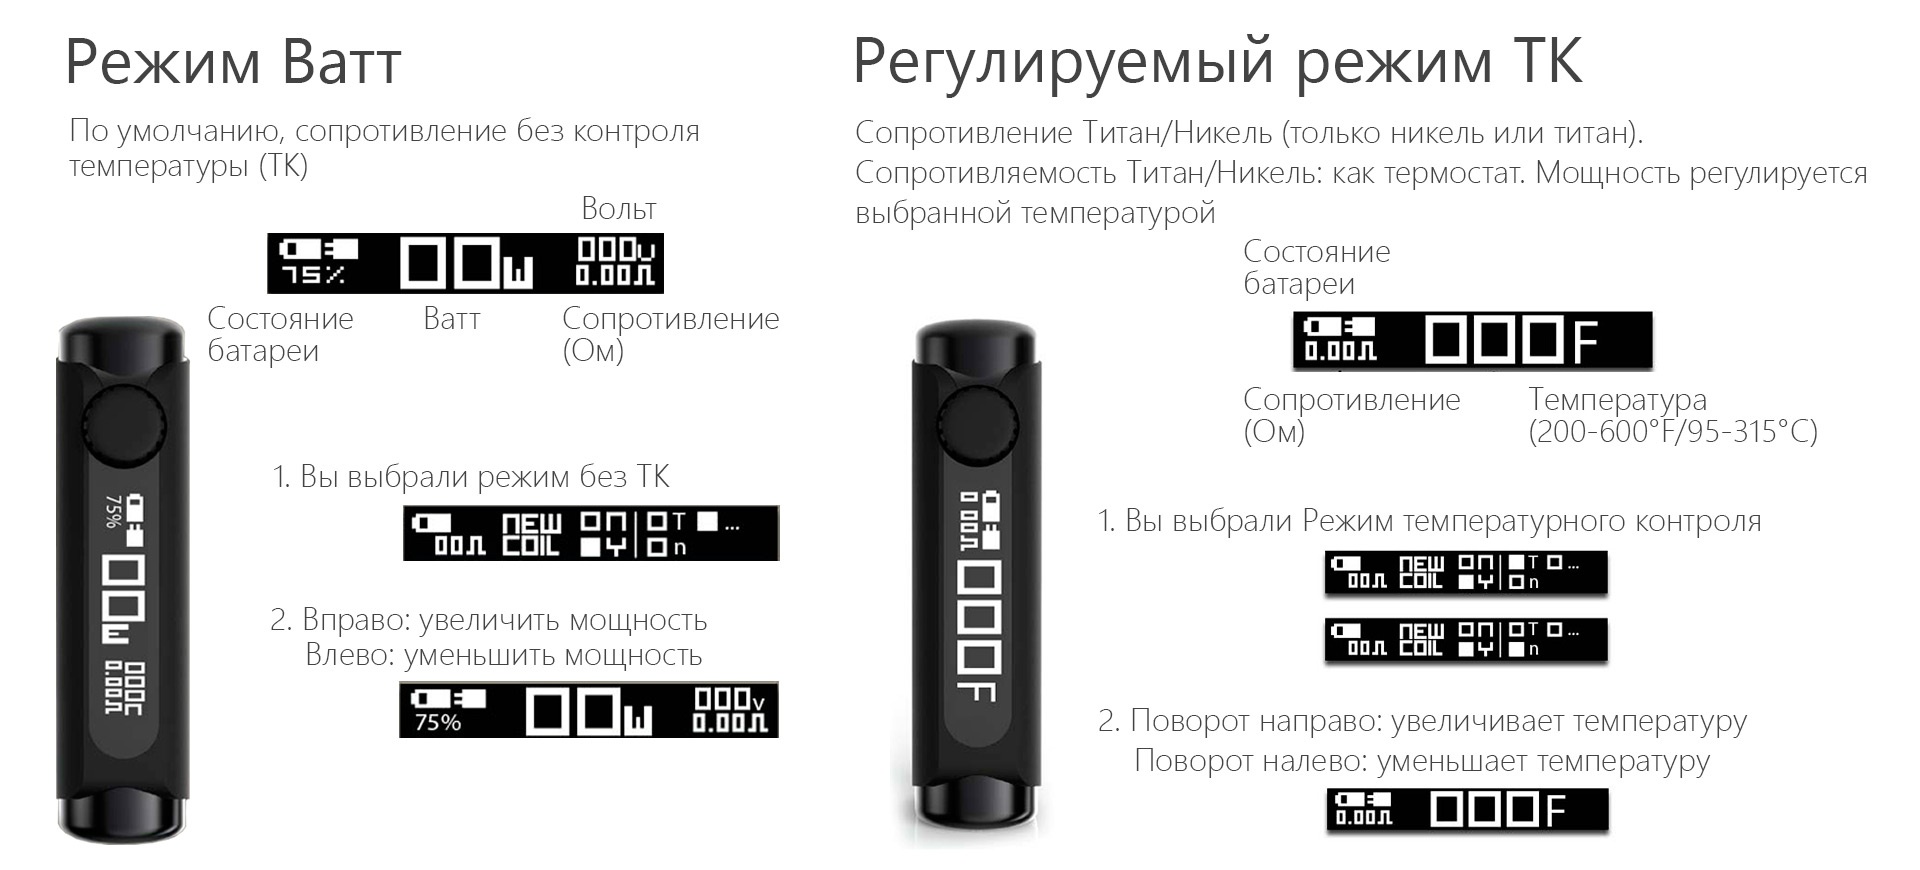 Режим Ватт
По умолчанию, сопротивление без контроля
температуры (ТК)
Вольт
75% 00w 000v
0.00Ω
Состояние
батареи
Ватт
Сопротивление
(Ом)
75%
00w
000v
0.00Ω
1. Вы выбрали режим без ТК
00Ω NEW COIL n y T n ...
2. Вправо: увеличить мощность
Влево: уменьшить мощность
75% 00w 000v
0.00Ω
Регулируемый режим ТК
Сопротивление Титан/Никель (только никель или титан).
Сопротивляемость Титан/Никель: как термостат. Мощность регулируется
выбранной температурой
Состояние
батареи
0.00Ω 000F
Сопротивление
(Ом)
Температура
(200-600°F/95-315°C)
0.00Ω
000F
1. Вы выбрали Режим температурного контроля
00Ω NEW COIL n y T n ...
00Ω NEW COIL n y T n ...
2. Поворот направо: увеличивает температуру
Поворот налево: уменьшает температуру
0.00Ω 000F